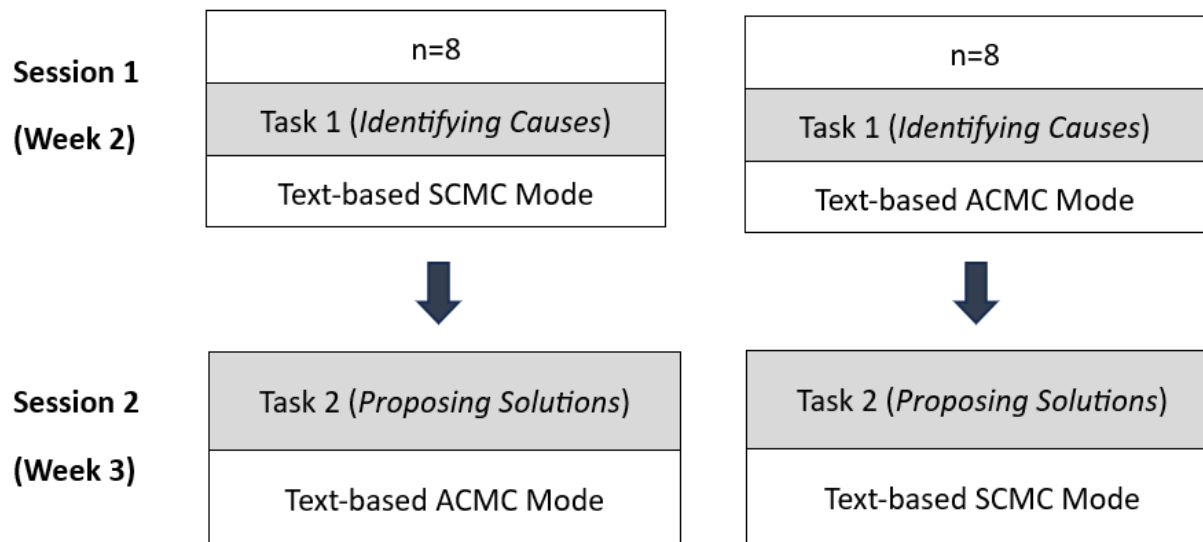 Session 1
(Week 2)
n=8
Task 1 (Identifying Causes)
Text-based SCMC Mode
n=8
Task 1 (Identifying Causes)
Text-based ACMC Mode
Session 2
(Week 3)
Task 2 (Proposing Solutions)
Text-based ACMC Mode
Task 2 (Proposing Solutions)
Text-based SCMC Mode